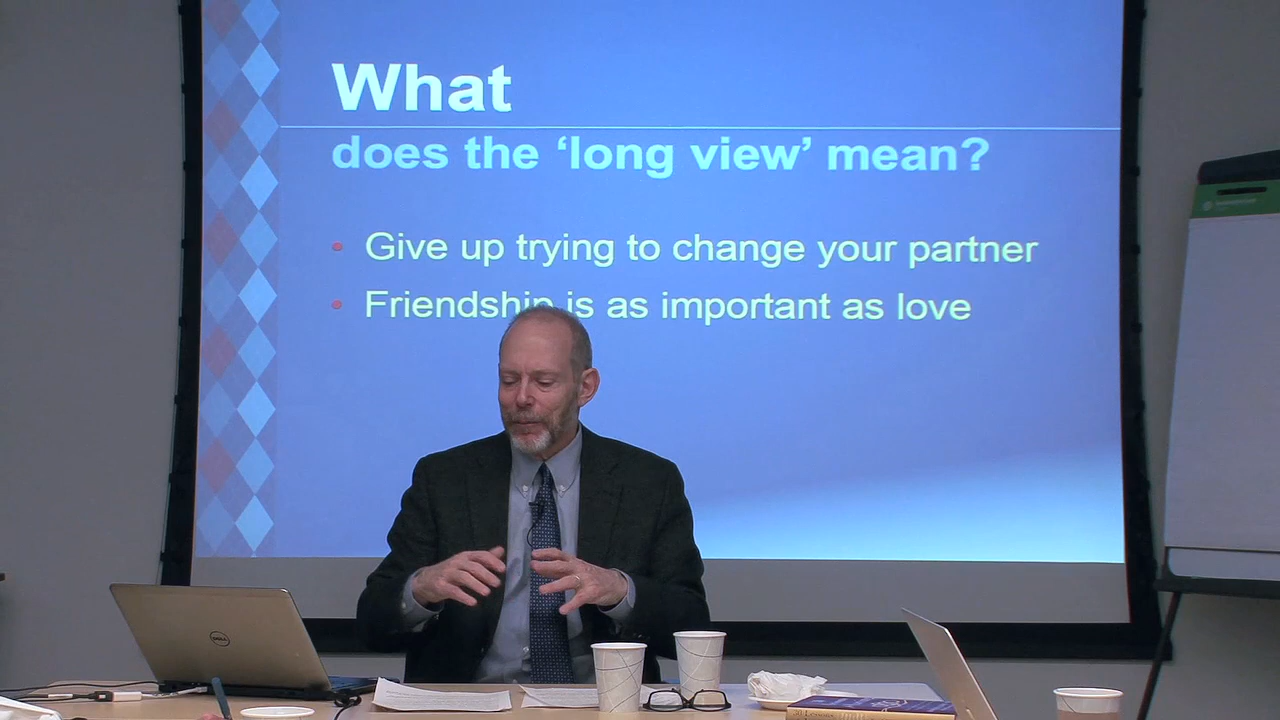 What
does the ‘long view’ mean?
Give up trying to change your partner
Friendship is as important as love
DELL